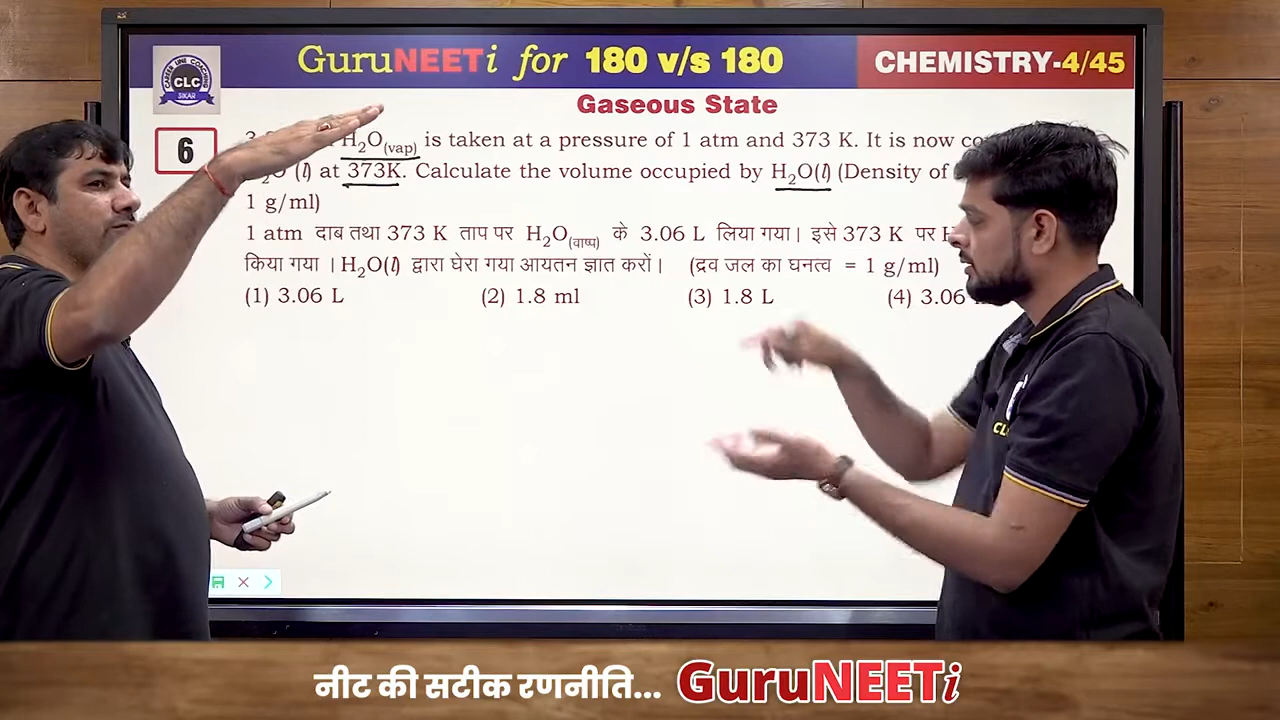 GuruNEETi for 180 v/s 180
CHEMISTRY-4/45
CAREER LINE COACHING
CLC
SIKAR
Gaseous State
6
H₂O(vap) is taken at a pressure of 1 atm and 373 K. It is now
(l) at 373K. Calculate the volume occupied by H₂O(l) (Density of
1 g/ml)
1 atm दाब तथा 373 K ताप पर H₂O(वाष्प) के 3.06 L लिया गया। इसे 373 K पर
किया गया । H₂O(l) द्वारा घेरा गया आयतन ज्ञात करों। (द्रव जल का घनत्व = 1 g/ml)
(1) 3.06 L (2) 1.8 ml (3) 1.8 L (4) 3.06
नीट की सटीक रणनीति... GuruNEETi